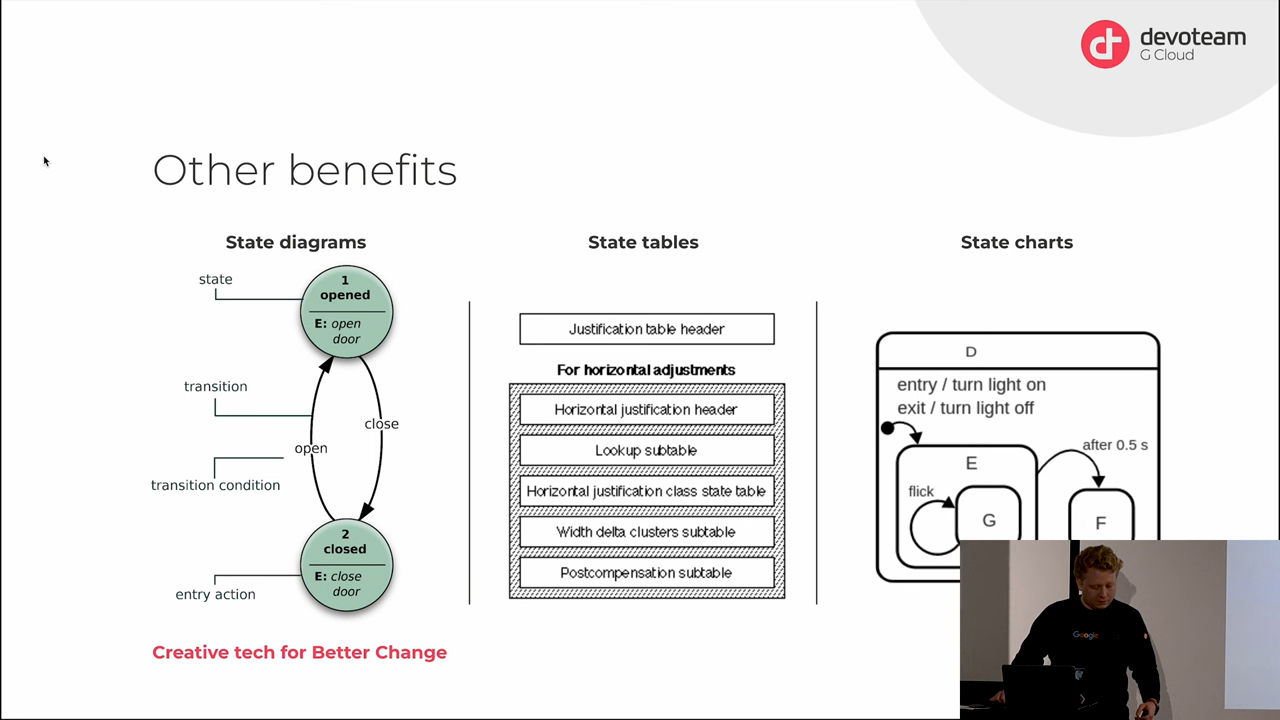 devoteam
G Cloud
Other benefits
State diagrams
state
1
opened
E: open
door
transition
close
open
transition condition
2
closed
E: close
door
entry action
State tables
Justification table header
For horizontal adjustments
Horizontal justification header
Lookup subtable
Horizontal justification class state table
Width delta clusters subtable
Postcompensation subtable
State charts
D
entry / turn light on
exit / turn light off
after 0.5 s
E
flick
G
F
Creative tech for Better Change
Google